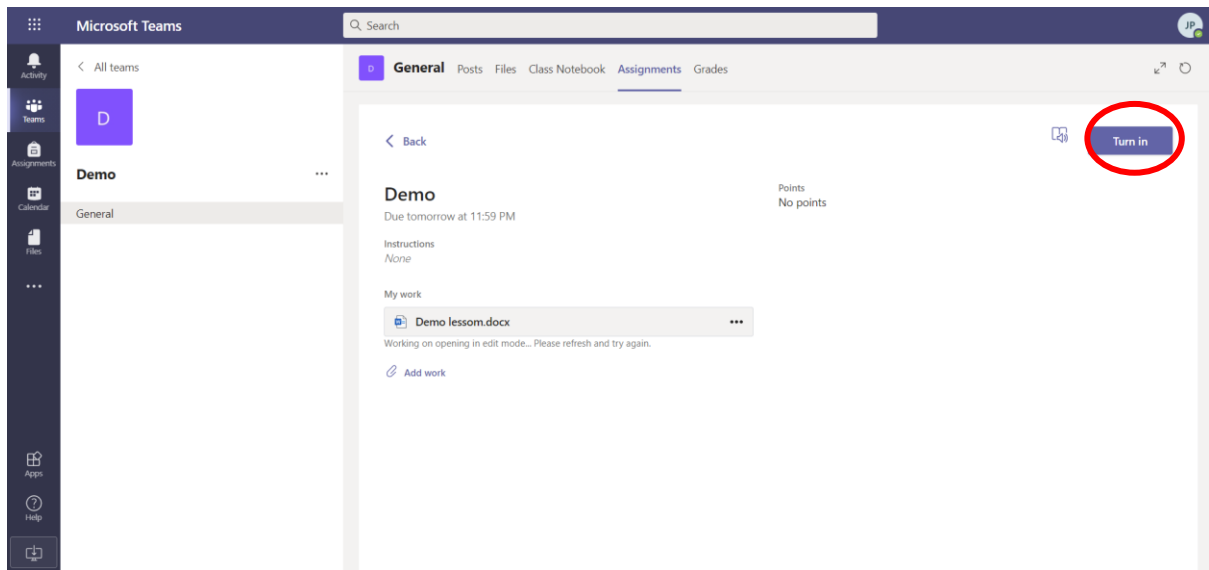 Microsoft Teams
Search
JP
Activity
Teams
Assignments
Calendar
Files
Apps
Help
All teams
D
Demo
General
D
General Posts Files Class Notebook Assignments Grades
Back
Turn in
Demo
Due tomorrow at 11:59 PM
Points
No points
Instructions
None
My work
Demo lessom.docx
Working on opening in edit mode... Please refresh and try again.
Add work